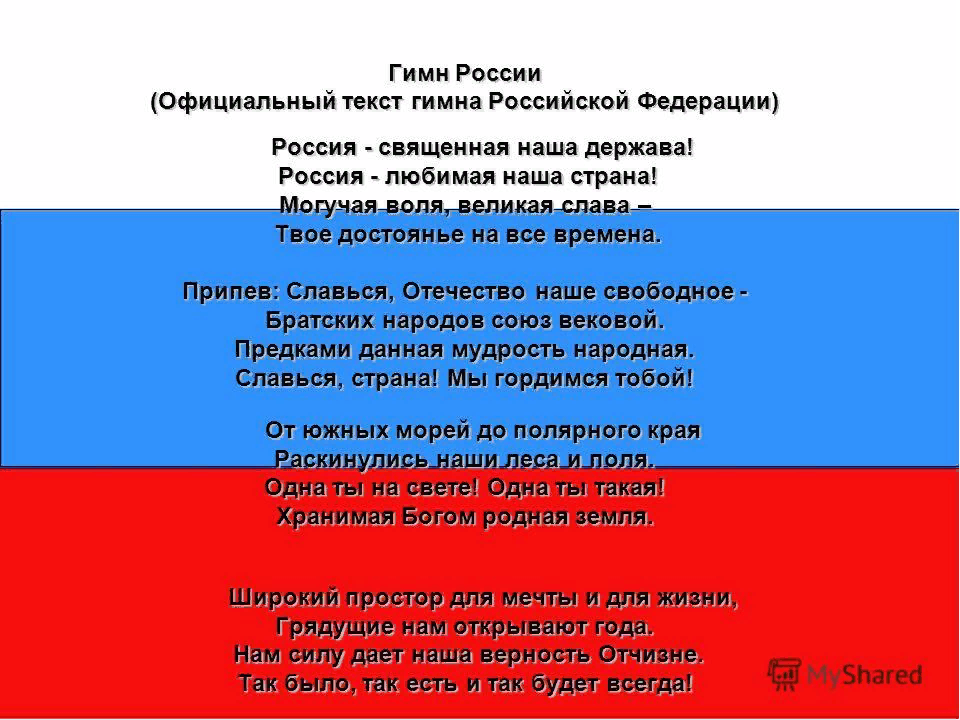 Гимн России
(Официальный текст гимна Российской Федерации)
Россия - священная наша держава!
Россия - любимая наша страна!
Могучая воля, великая слава –
Твое достоянье на все времена.
Припев: Славься, Отечество наше свободное -
Братских народов союз вековой.
Предками данная мудрость народная.
Славься, страна! Мы гордимся тобой!
От южных морей до полярного края
Раскинулись наши леса и поля.
Одна ты на свете! Одна ты такая!
Хранимая Богом родная земля.
Широкий простор для мечты и для жизни,
Грядущие нам открывают года.
Нам силу дает наша верность Отчизне.
Так было, так есть и так будет всегда!
MyShared